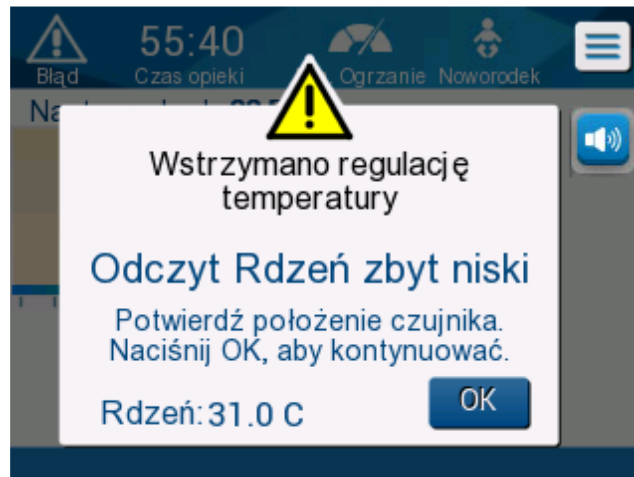 55:40
Błąd
Czas opieki
Ogrzanie
Noworodek
Wstrzymano regulację
temperatury
Odczyt Rdzeń zbyt niski
Potwierdź położenie czujnika.
Naciśnij OK, aby kontynuować.
OK
Rdzeń: 31.0 C